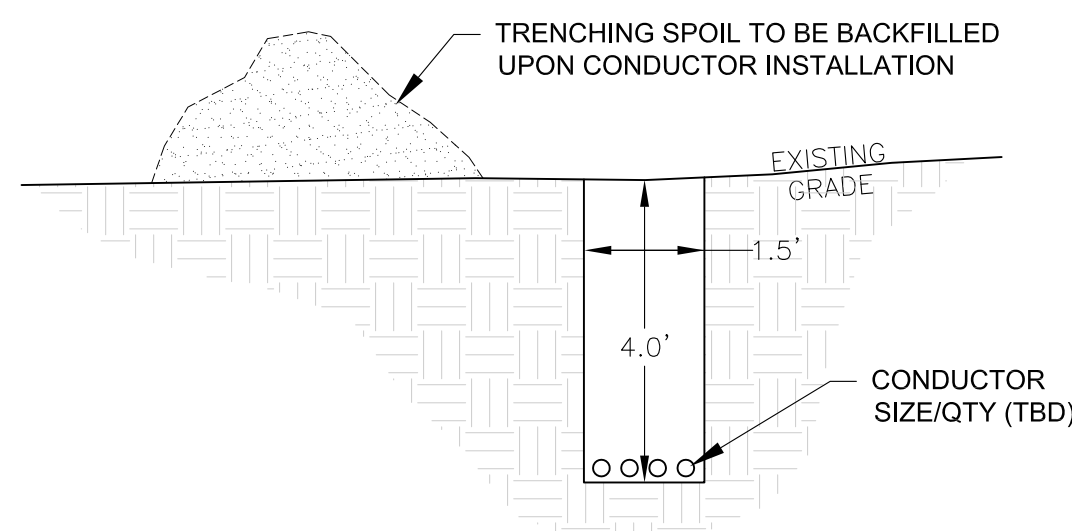 TRENCHING SPOIL TO BE BACKFILLED
UPON CONDUCTOR INSTALLATION
EXISTING
GRADE
1.5'
4.0'
CONDUCTOR
SIZE/QTY (TBD)